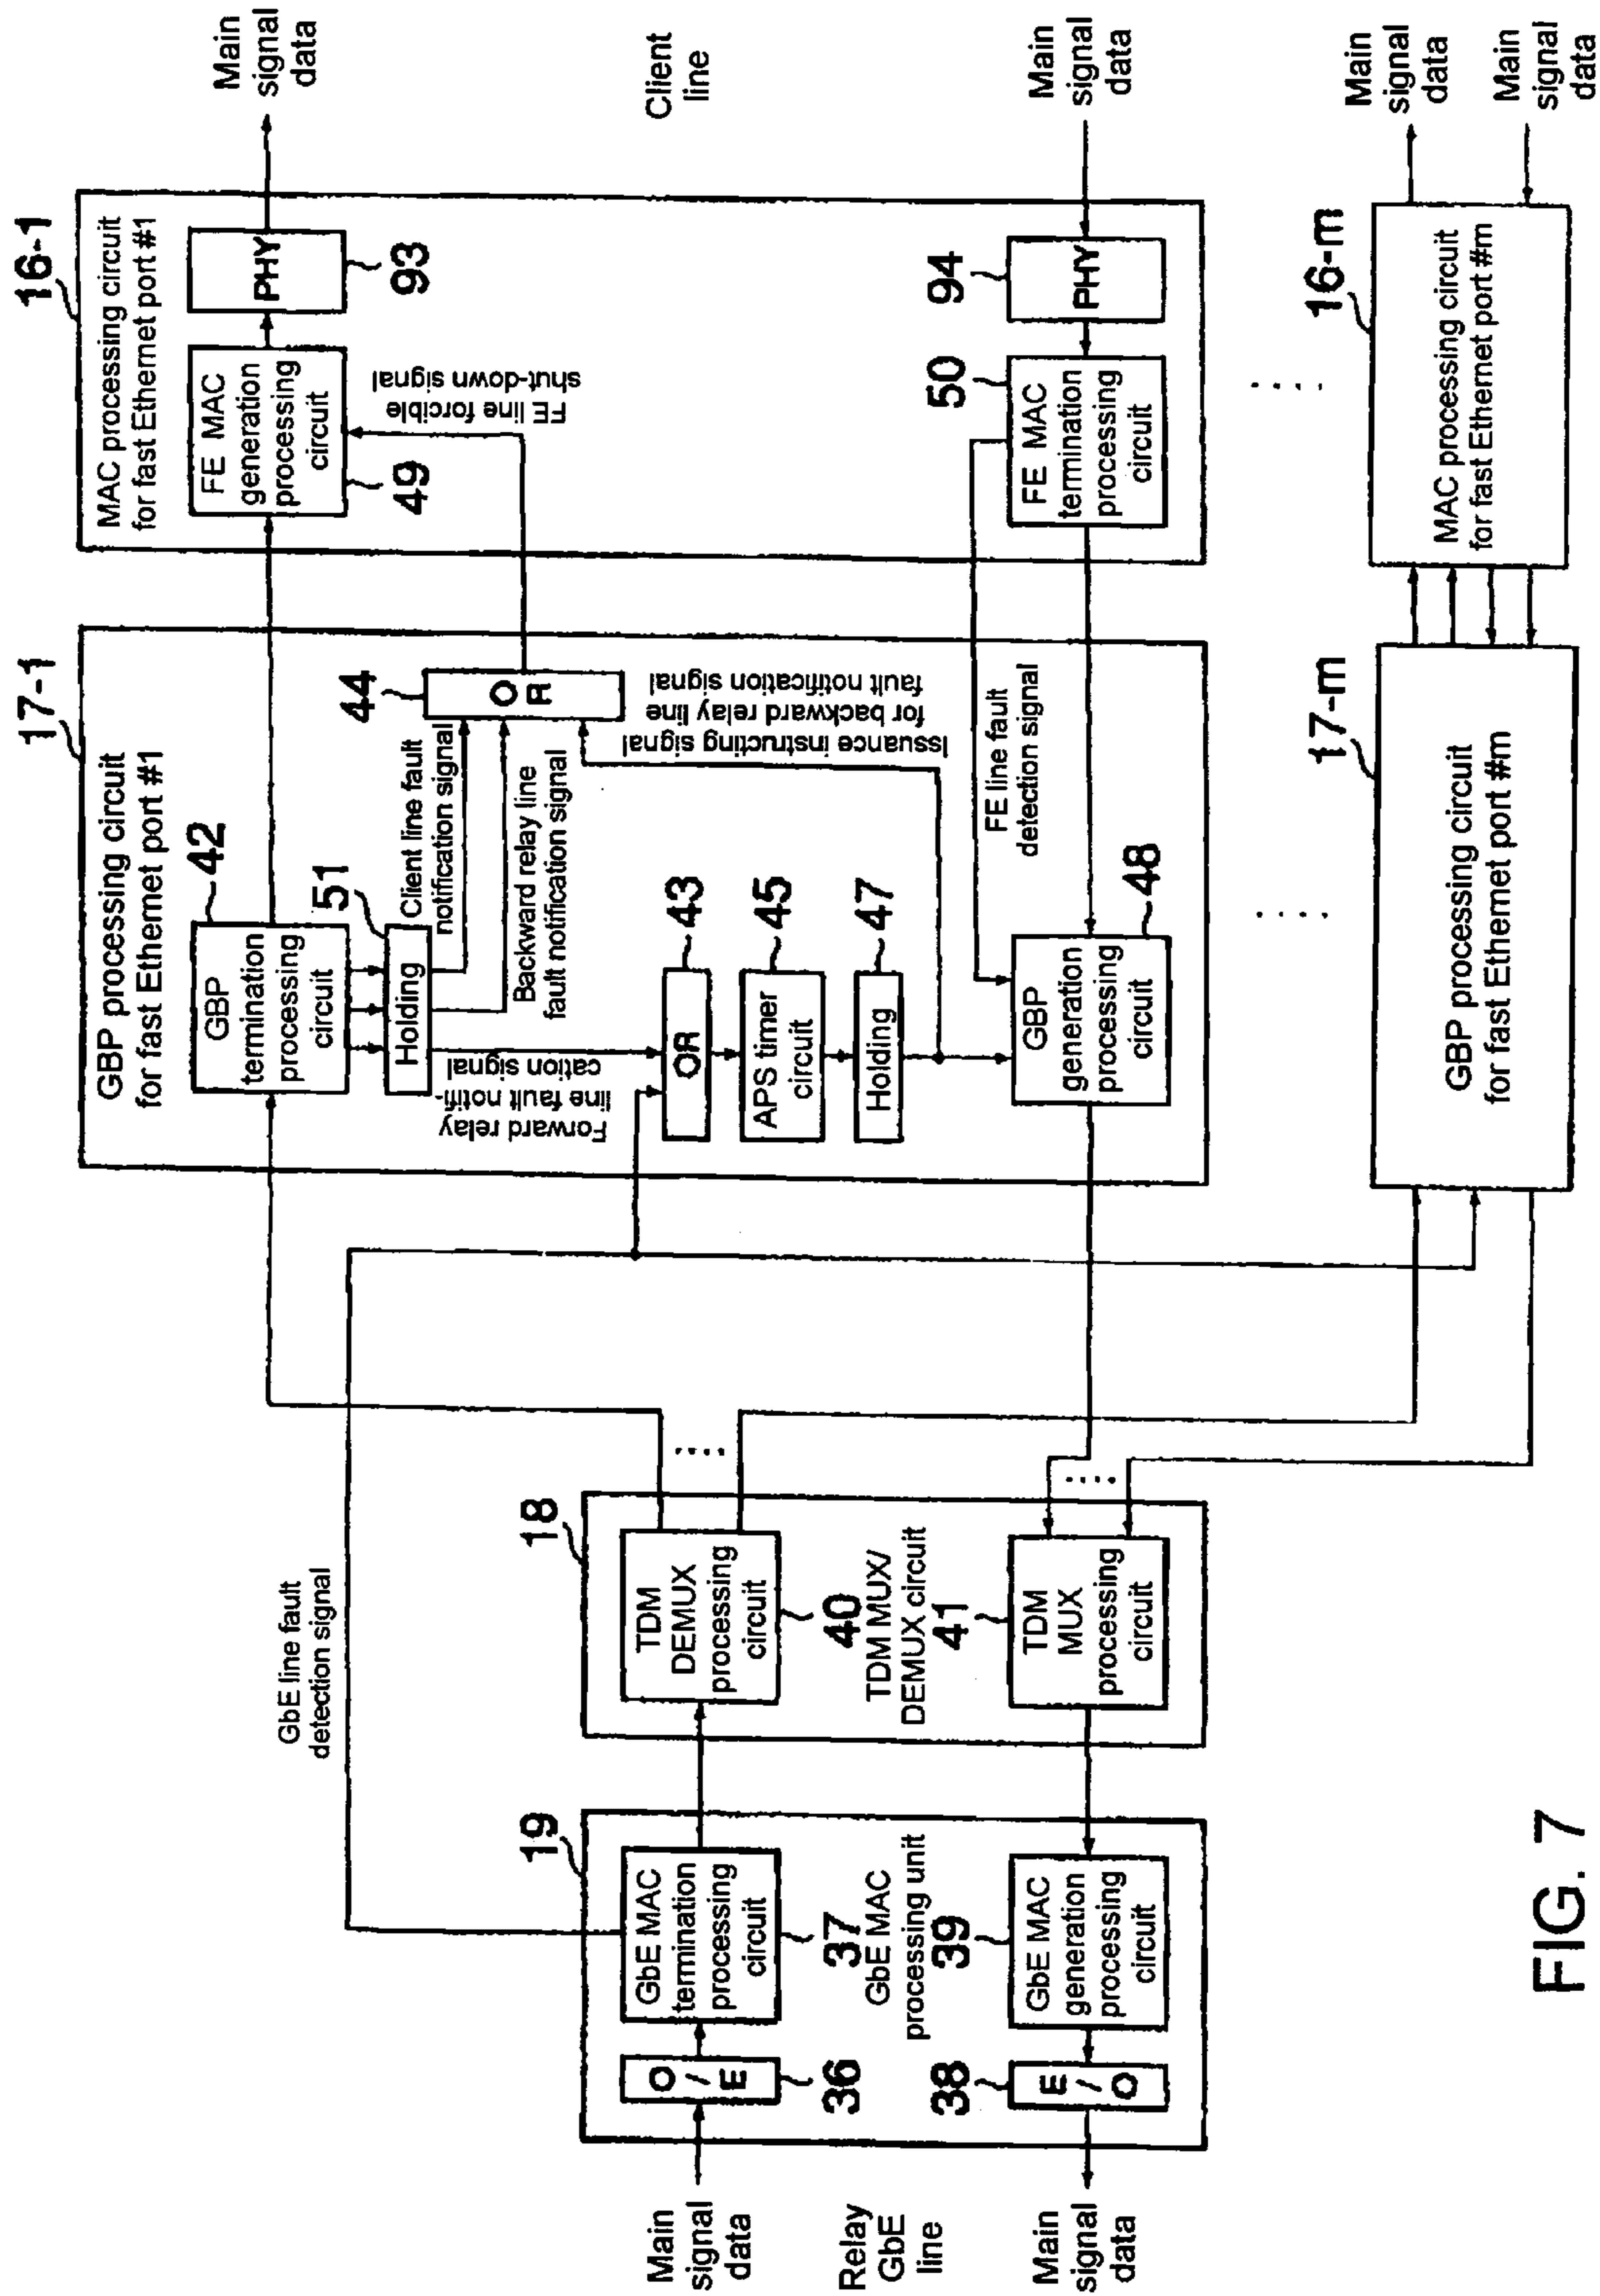 16-1
MAC processing circuit
for fast Ethernet port #1
Main
signal
data
PHY
93
FE MAC
generation
processing
circuit
49
FE line forcible
shut-down signal
Client
line
Main
signal
data
94
PHY
50
FE MAC
termination
processing
circuit
16-m
MAC processing circuit
for fast Ethernet port #m
Main
signal
data
Main
signal
data
17-1
GBP processing circuit
for fast Ethernet port #1
42
GBP
termination
processing
circuit
51
Holding
Client line fault
notification signal
Backward relay line
fault notification signal
Forward relay
line fault notifi-
cation signal
44
OR
Issuance instructing signal
for backward relay line
fault notification signal
43
OR
45
APS timer
circuit
47
Holding
FE line fault
detection signal
48
GBP
generation
processing
circuit
17-m
GBP processing circuit
for fast Ethernet port #m
GbE line fault
detection signal
18
TDM
DEMUX
processing
circuit
40
TDM MUX/
DEMUX circuit
41
TDM
MUX
processing
circuit
19
GbE MAC
termination
processing
circuit
37
GbE MAC
processing unit
39
GbE MAC
generation
processing
circuit
O/E
36
38
E/O
Main
signal
data
Relay
GbE
line
Main
signal
data
FIG. 7